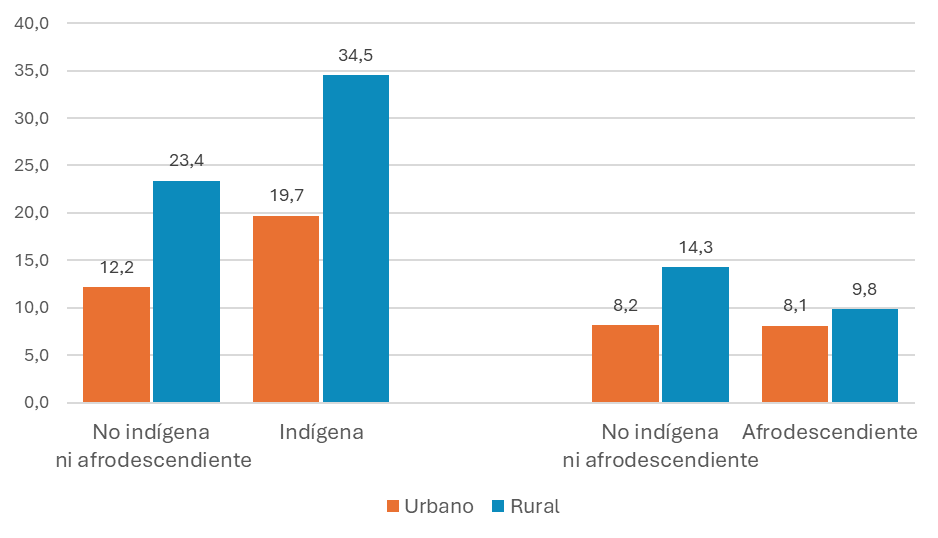 40,0
35,0
30,0
25,0
20,0
15,0
10,0
5,0
0,0
12,2
23,4
19,7
34,5
8,2
14,3
8,1
9,8
No indígena
ni afrodescendiente
Indígena
No indígena
ni afrodescendiente
Afrodescendiente
Urbano
Rural